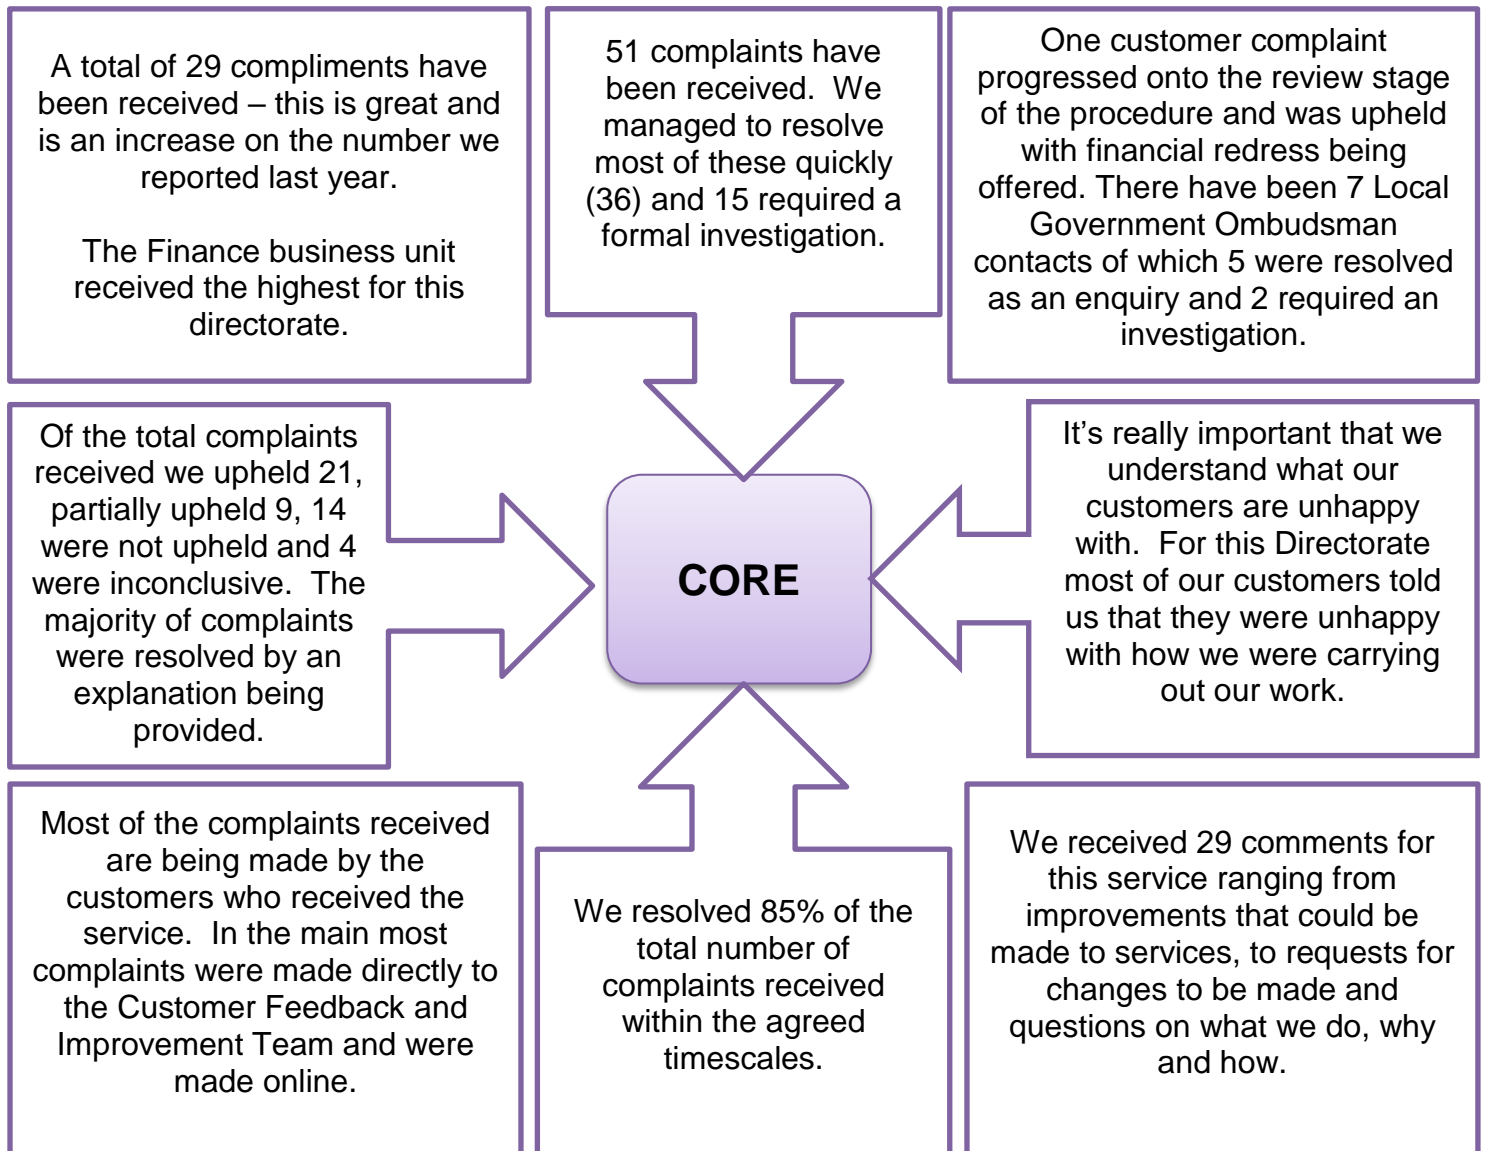 A total of 29 compliments have
been received – this is great and
is an increase on the number we
reported last year.
The Finance business unit
received the highest for this
directorate.
51 complaints have
been received.  We
managed to resolve
most of these quickly
(36) and 15 required a
formal investigation.
One customer complaint
progressed onto the review stage
of the procedure and was upheld
with financial redress being
offered. There have been 7 Local
Government Ombudsman
contacts of which 5 were resolved
as an enquiry and 2 required an
investigation.
Of the total complaints
received we upheld 21,
partially upheld 9, 14
were not upheld and 4
were inconclusive.  The
majority of complaints
were resolved by an
explanation being
provided.
CORE
It’s really important that we
understand what our
customers are unhappy
with.  For this Directorate
most of our customers told
us that they were unhappy
with how we were carrying
out our work.
Most of the complaints received
are being made by the
customers who received the
service.  In the main most
complaints were made directly to
the Customer Feedback and
Improvement Team and were
made online.
We resolved 85% of the
total number of
complaints received
within the agreed
timescales.
We received 29 comments for
this service ranging from
improvements that could be
made to services, to requests for
changes to be made and
questions on what we do, why
and how.